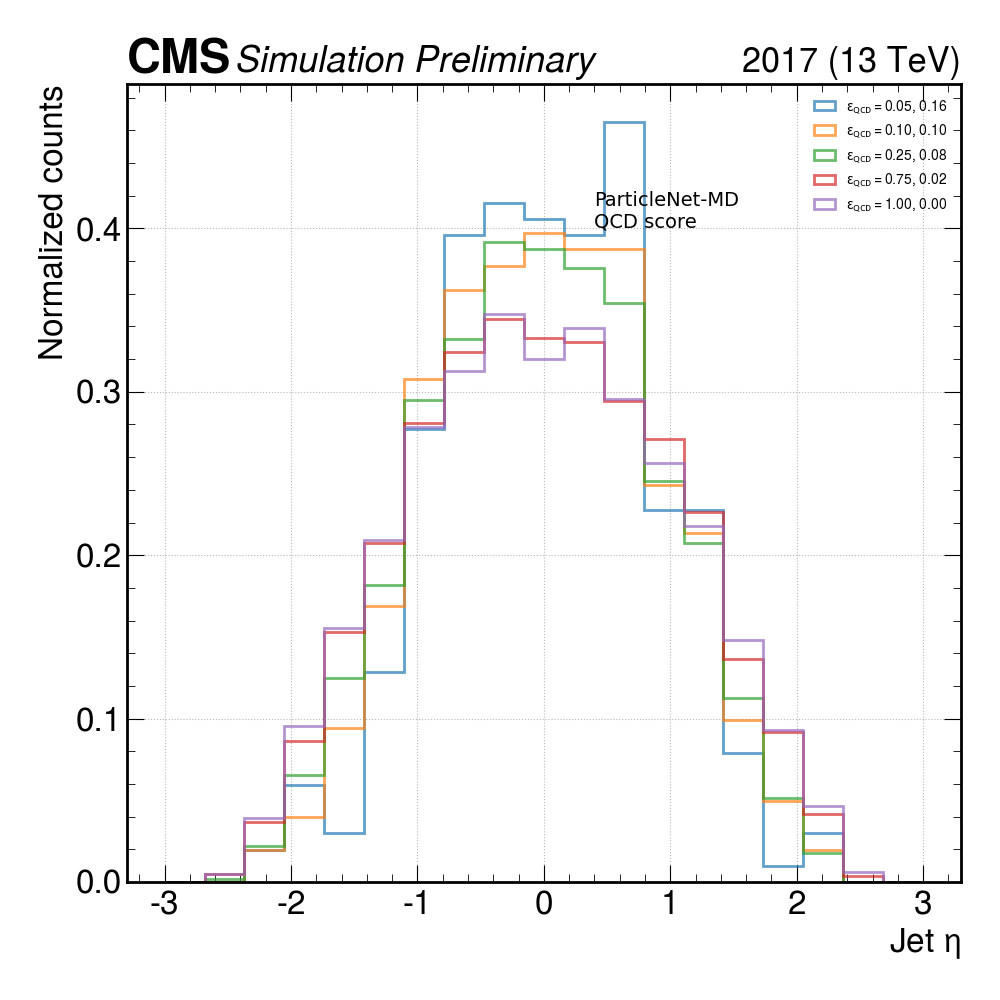 CMS Simulation Preliminary 2017 (13 TeV)
Normalized counts
εQCD = 0.05, 0.16
εQCD = 0.10, 0.10
εQCD = 0.25, 0.08
εQCD = 0.75, 0.02
εQCD = 1.00, 0.00
ParticleNet-MD
QCD score
0.4
0.3
0.2
0.1
0.0
-3 -2 -1 0 1 2 3
Jet η